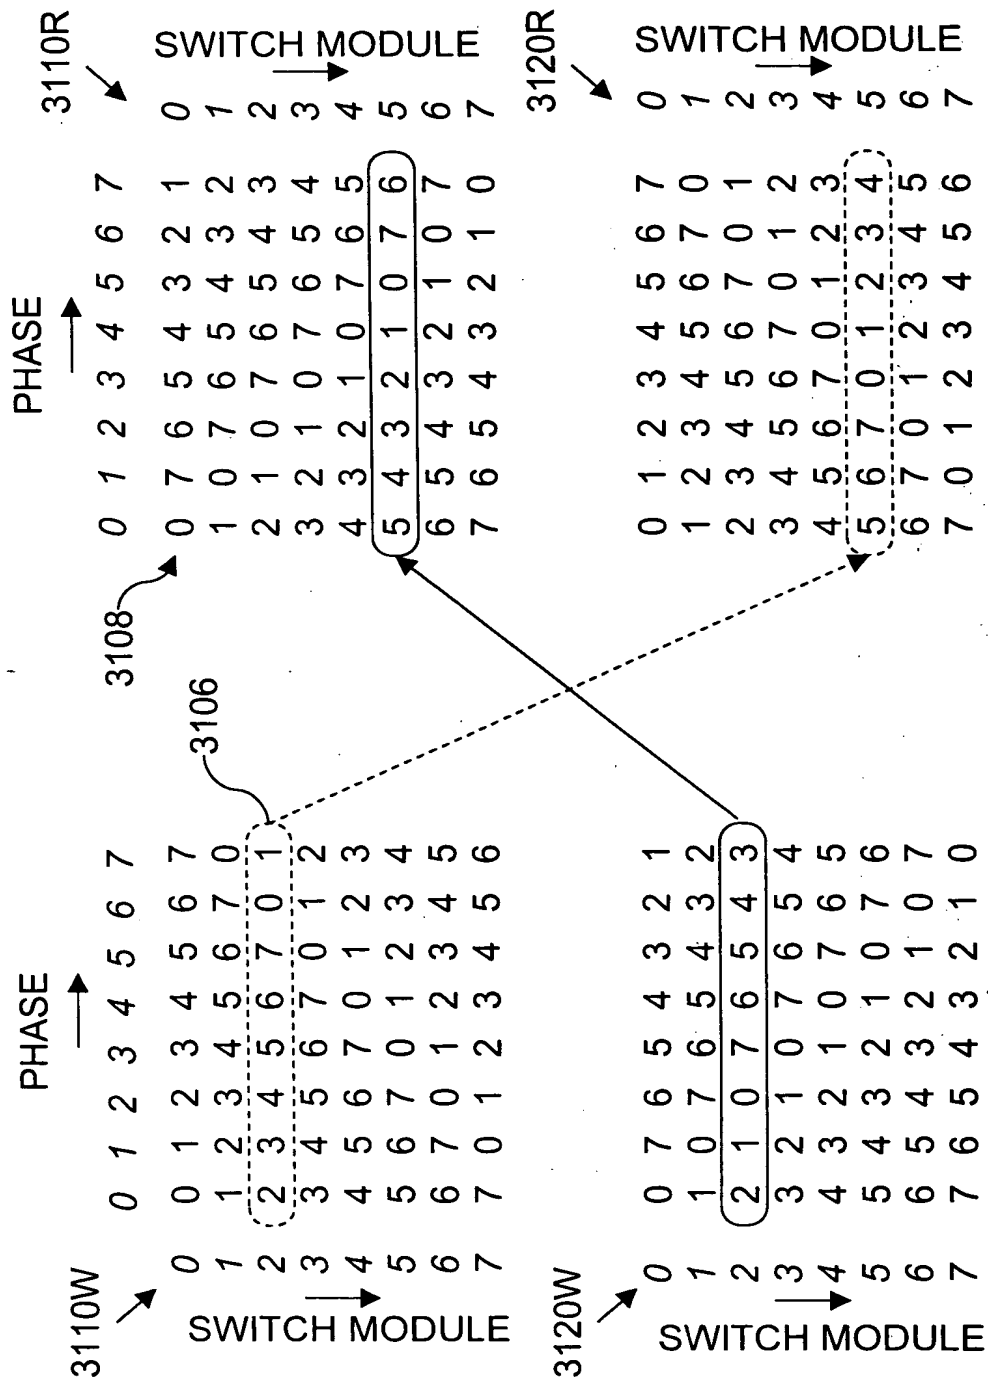 PHASE
0 1 2 3 4 5 6 7
3110W
SWITCH MODULE
0 0 1 2 3 4 5 6 7
1 1 2 3 4 5 6 7 0
2 2 3 4 5 6 7 0 1
3 3 4 5 6 7 0 1 2
4 4 5 6 7 0 1 2 3
5 5 6 7 0 1 2 3 4
6 6 7 0 1 2 3 4 5
7 7 0 1 2 3 4 5 6
3106
3108
PHASE
0 1 2 3 4 5 6 7
3110R
SWITCH MODULE
0 7 6 5 4 3 2 1 0
1 0 7 6 5 4 3 2 1
2 1 0 7 6 5 4 3 2
3 2 1 0 7 6 5 4 3
4 3 2 1 0 7 6 5 4
5 4 3 2 1 0 7 6 5
6 5 4 3 2 1 0 7 6
7 6 5 4 3 2 1 0 7
3120W
SWITCH MODULE
0 0 7 6 5 4 3 2 1
1 1 0 7 6 5 4 3 2
2 2 1 0 7 6 5 4 3
3 3 2 1 0 7 6 5 4
4 4 3 2 1 0 7 6 5
5 5 4 3 2 1 0 7 6
6 6 5 4 3 2 1 0 7
7 7 6 5 4 3 2 1 0
3120R
SWITCH MODULE
0 1 2 3 4 5 6 7 0
1 2 3 4 5 6 7 0 1
2 3 4 5 6 7 0 1 2
3 4 5 6 7 0 1 2 3
4 5 6 7 0 1 2 3 4
5 6 7 0 1 2 3 4 5
6 7 0 1 2 3 4 5 6
7 0 1 2 3 4 5 6 7